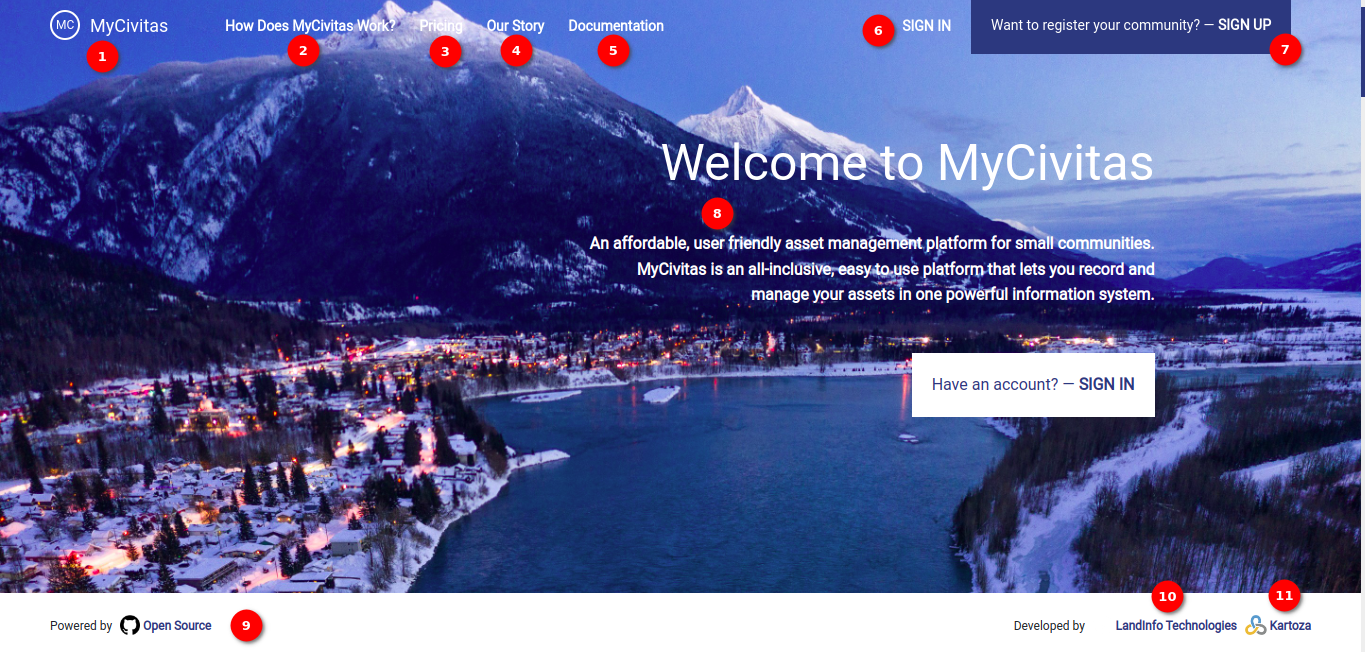 MC MyCivitas How Does MyCivitas Work? Pricing Our Story Documentation 6 SIGN IN Want to register your community? — SIGN UP
1 2 3 4 5 7
Welcome to MyCivitas
8
An affordable, user friendly asset management platform for small communities.
MyCivitas is an all-inclusive, easy to use platform that lets you record and
manage your assets in one powerful information system.
Have an account? — SIGN IN
10 11
Powered by Open Source 9 Developed by LandInfo Technologies Kartoza